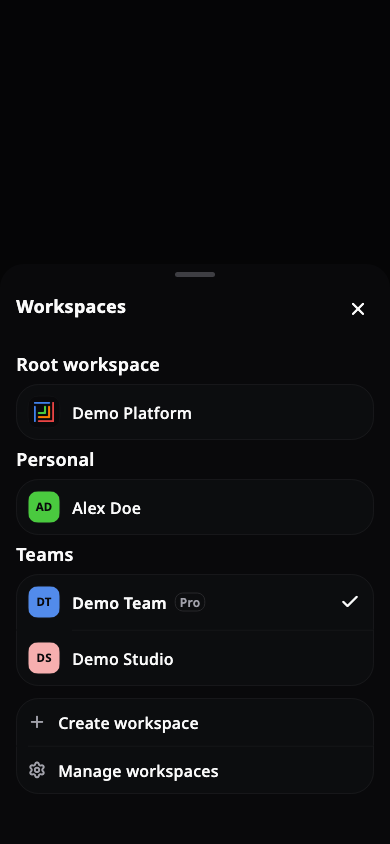 Workspaces
Root workspace
Demo Platform
Personal
AD Alex Doe
Teams
DT Demo Team Pro
DS Demo Studio
Create workspace
Manage workspaces